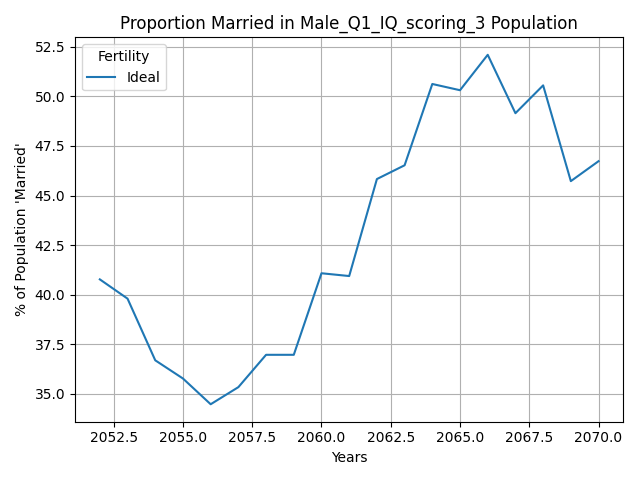 Proportion Married in Male_Q1_IQ_scoring_3 Population
Fertility
Ideal
% of Population 'Married'
52.5
50.0
47.5
45.0
42.5
40.0
37.5
35.0
2052.5 2055.0 2057.5 2060.0 2062.5 2065.0 2067.5 2070.0
Years